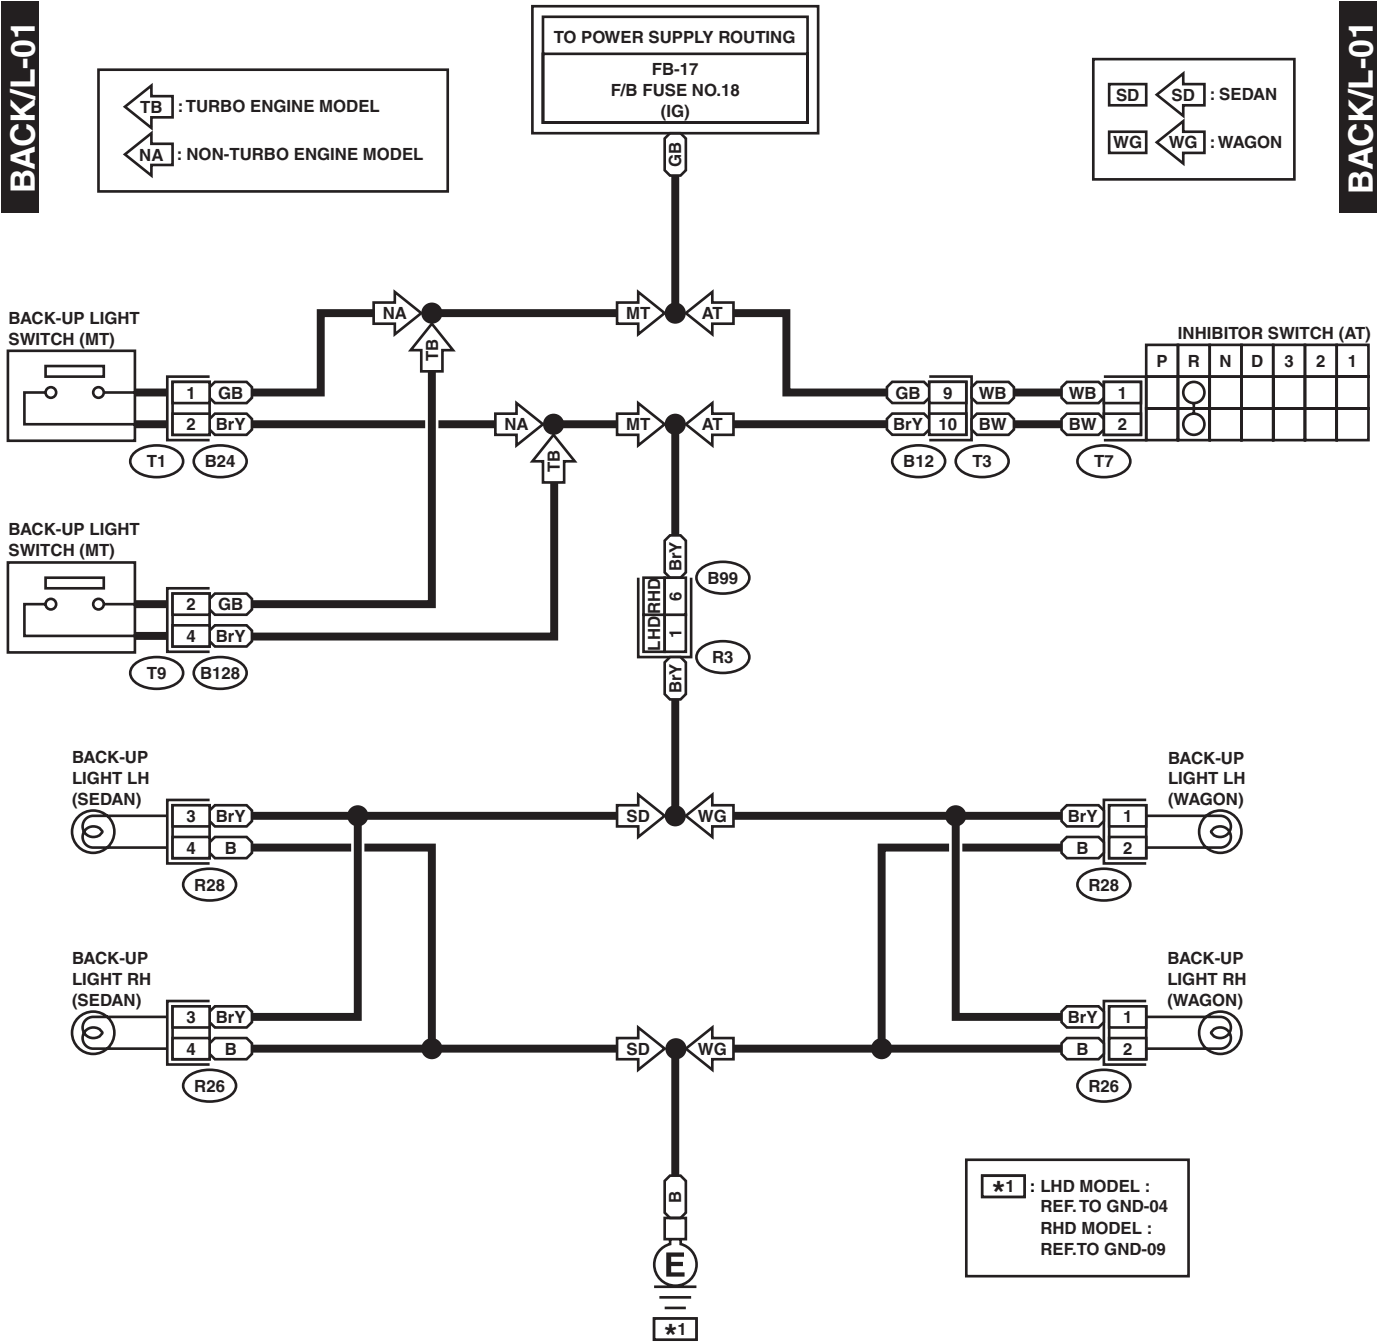 BACK/L-01
BACK/L-01
TO POWER SUPPLY ROUTING
FB-17
F/B FUSE NO.18
(IG)
TB : TURBO ENGINE MODEL
NA : NON-TURBO ENGINE MODEL
SD SD : SEDAN
WG WG : WAGON
GB
NA
MT
AT
TB
BACK-UP LIGHT
SWITCH (MT)
1 GB
2 BrY
T1 B24
NA
MT
AT
TB
INHIBITOR SWITCH (AT)
P R N D 3 2 1
GB 9 WB
WB 1
BrY 10 BW
BW 2
B12 T3
T7
BACK-UP LIGHT
SWITCH (MT)
2 GB
4 BrY
T9 B128
BrY
B99
RHD 6
LHD 1
R3
BrY
BACK-UP
LIGHT LH
(SEDAN)
3 BrY
4 B
R28
SD
WG
BACK-UP
LIGHT LH
(WAGON)
BrY 1
B 2
R28
BACK-UP
LIGHT RH
(SEDAN)
3 BrY
4 B
R26
SD
WG
BACK-UP
LIGHT RH
(WAGON)
BrY 1
B 2
R26
B
E
*1
*1 : LHD MODEL :
REF. TO GND-04
RHD MODEL :
REF.TO GND-09